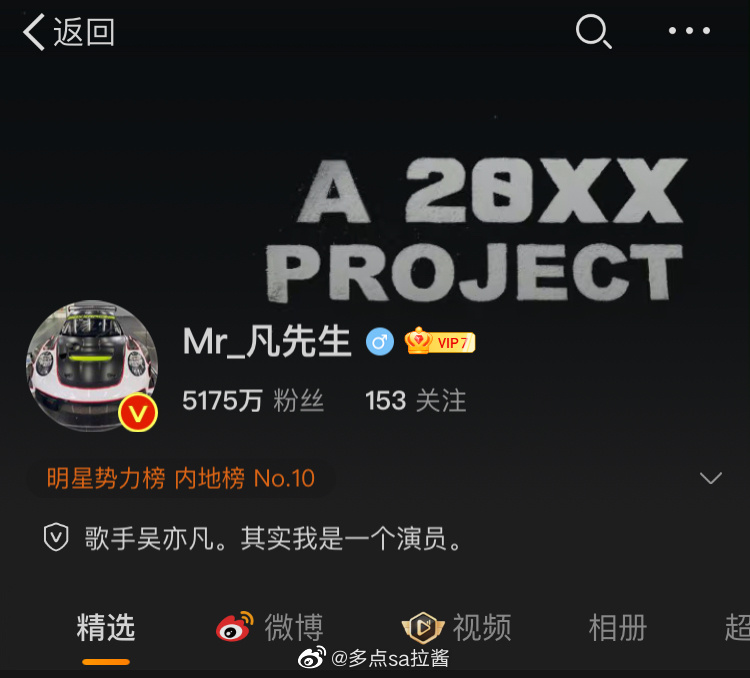 返回
A 20XX
PROJECT
Mr_凡先生 VIP7
5175万 粉丝 153 关注
V
明星势力榜 内地榜 No.10
歌手吴亦凡。其实我是一个演员。
精选 微博 视频 相册 超
@多点sa拉酱